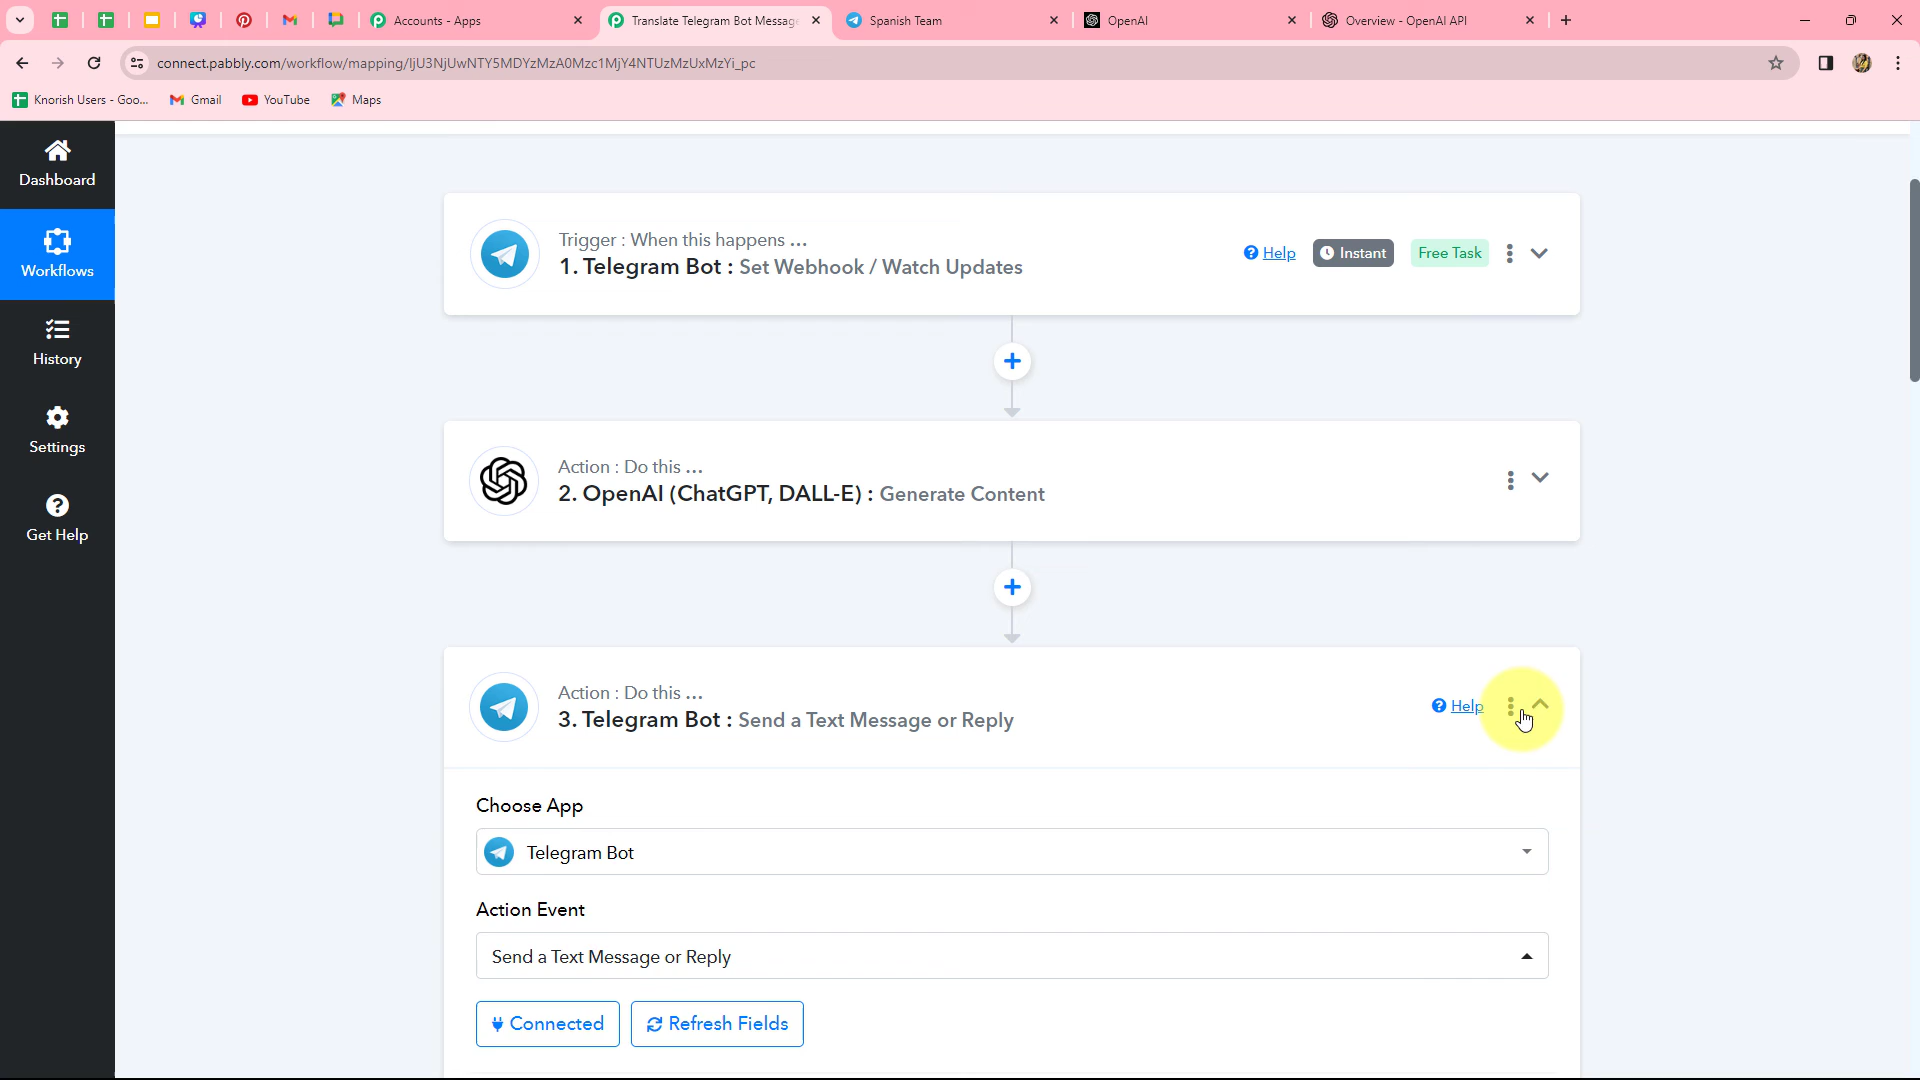 Accounts - Apps
Translate Telegram Bot Message
Spanish Team
OpenAI
Overview - OpenAI API
connect.pabbly.com/workflow/mapping/IjU3NjUwNTY5MDYzMzA0Mzc1MjY4NTUzMzUxMzYi_pc
Knorish Users - Goo...
Gmail
YouTube
Maps
Dashboard
Workflows
History
Settings
Get Help
Trigger : When this happens ...
1. Telegram Bot : Set Webhook / Watch Updates
Help
Instant
Free Task
Action : Do this ...
2. OpenAI (ChatGPT, DALL-E) : Generate Content
Action : Do this ...
3. Telegram Bot : Send a Text Message or Reply
Help
Choose App
Telegram Bot
Action Event
Send a Text Message or Reply
Connected
Refresh Fields